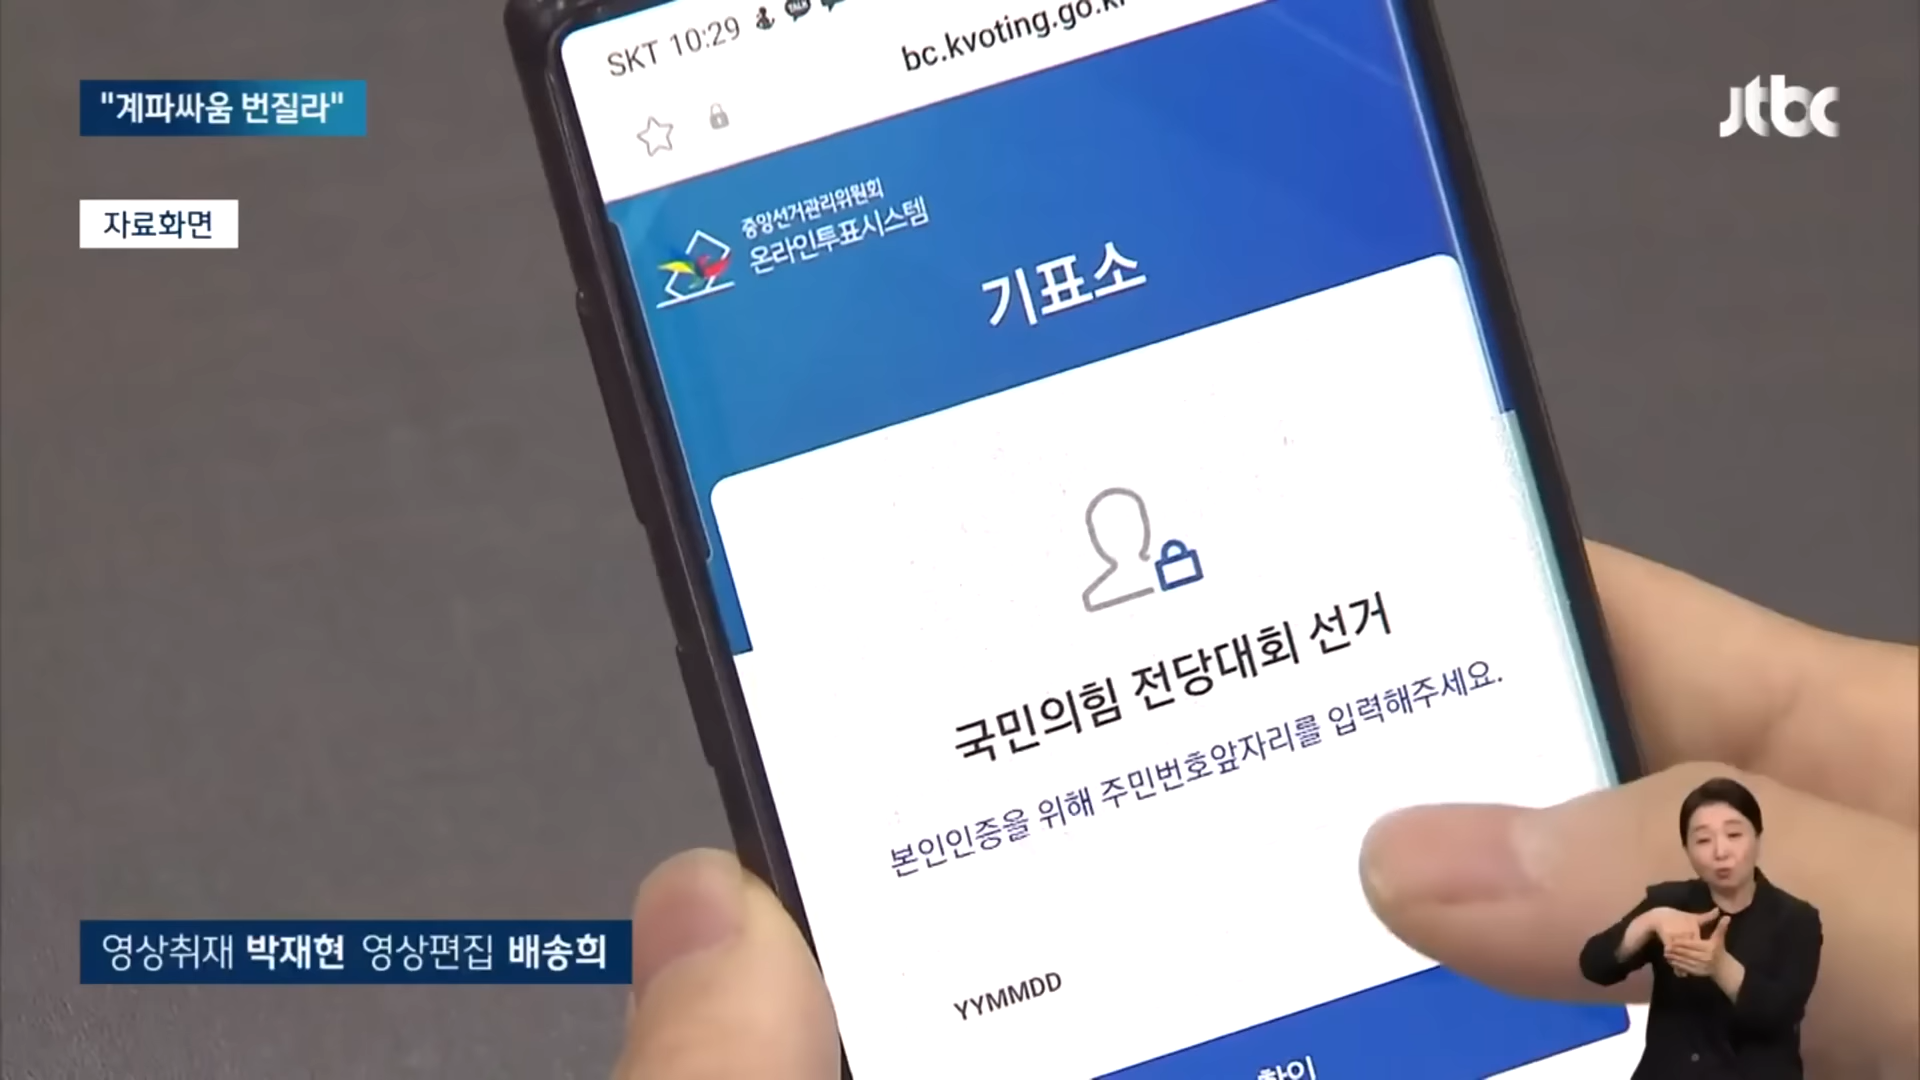 SKT 10:29
bc.kvoting.go.kr
"계파싸움 번질라"
jtbc
자료화면
중앙선거관리위원회
온라인투표시스템
기표소
국민의힘 전당대회 선거
본인인증을 위해 주민번호앞자리를 입력해주세요.
영상취재 박재현 영상편집 배송희
YYMMDD
확인